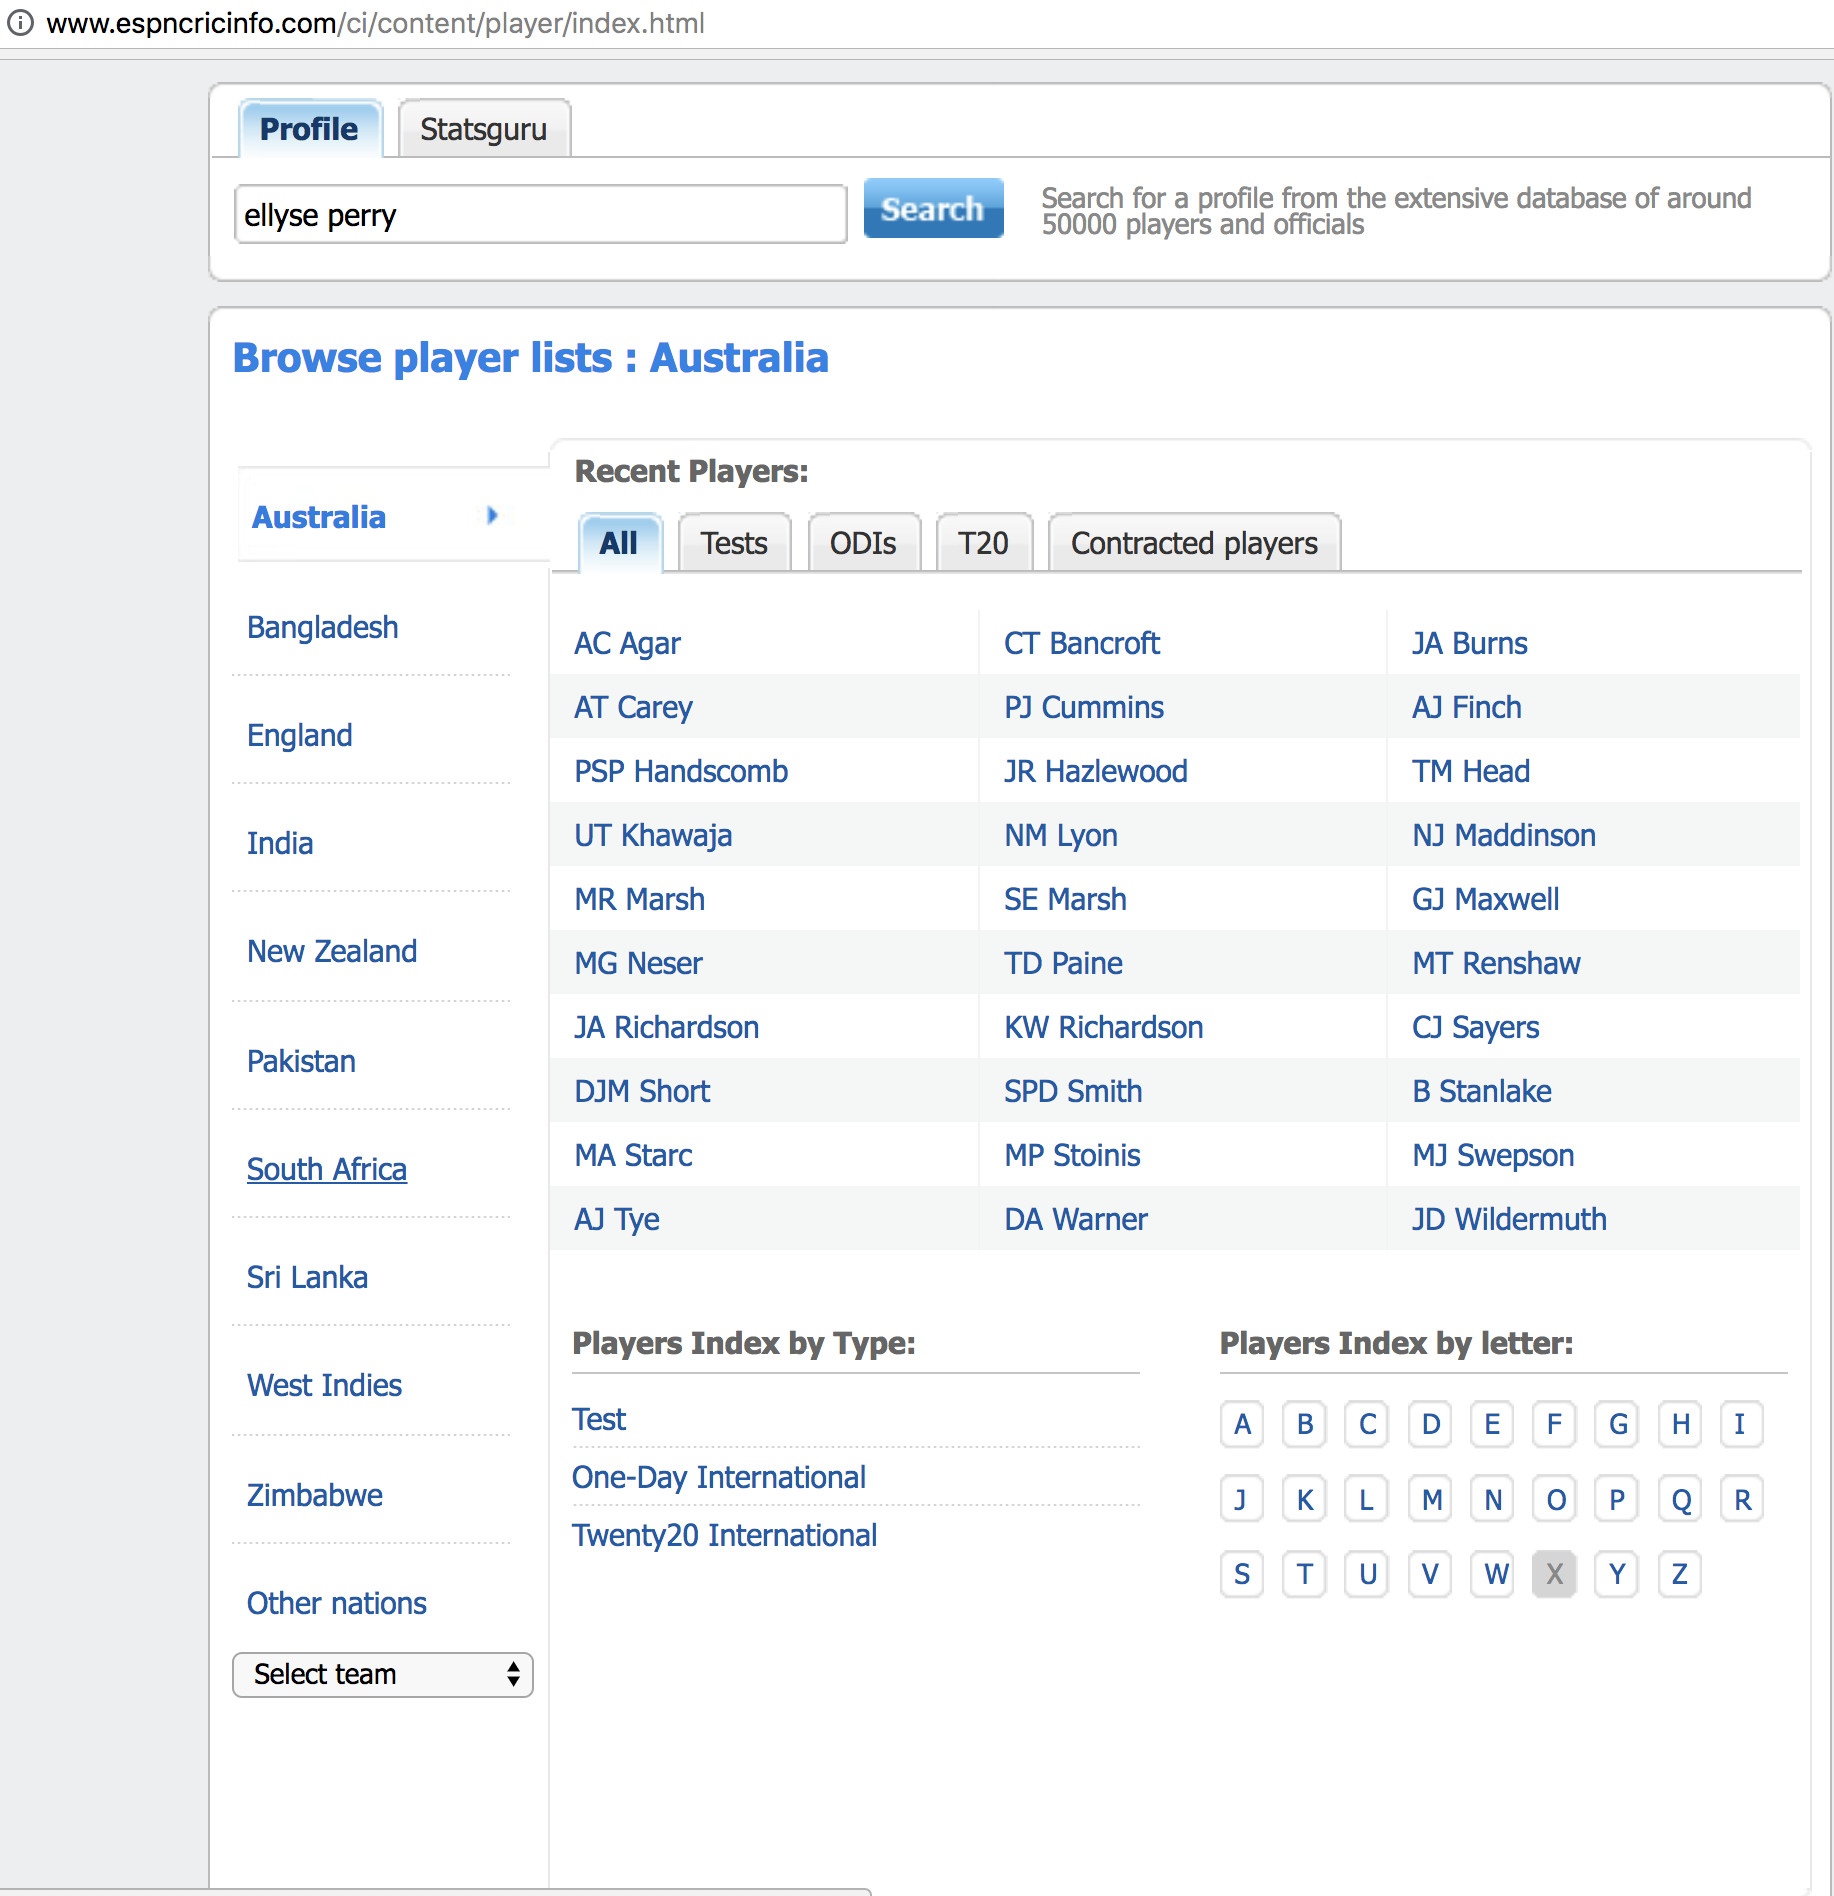 www.espncricinfo.com/ci/content/player/index.html
Profile Statsguru
ellyse perry Search Search for a profile from the extensive database of around
50000 players and officials
Browse player lists : Australia
Australia
Bangladesh
England
India
New Zealand
Pakistan
South Africa
Sri Lanka
West Indies
Zimbabwe
Other nations
Select team
Recent Players:
All Tests ODIs T20 Contracted players
AC Agar CT Bancroft JA Burns
AT Carey PJ Cummins AJ Finch
PSP Handscomb JR Hazlewood TM Head
UT Khawaja NM Lyon NJ Maddinson
MR Marsh SE Marsh GJ Maxwell
MG Neser TD Paine MT Renshaw
JA Richardson KW Richardson CJ Sayers
DJM Short SPD Smith B Stanlake
MA Starc MP Stoinis MJ Swepson
AJ Tye DA Warner JD Wildermuth
Players Index by Type:
Test
One-Day International
Twenty20 International
Players Index by letter:
A B C D E F G H I
J K L M N O P Q R
S T U V W X Y Z